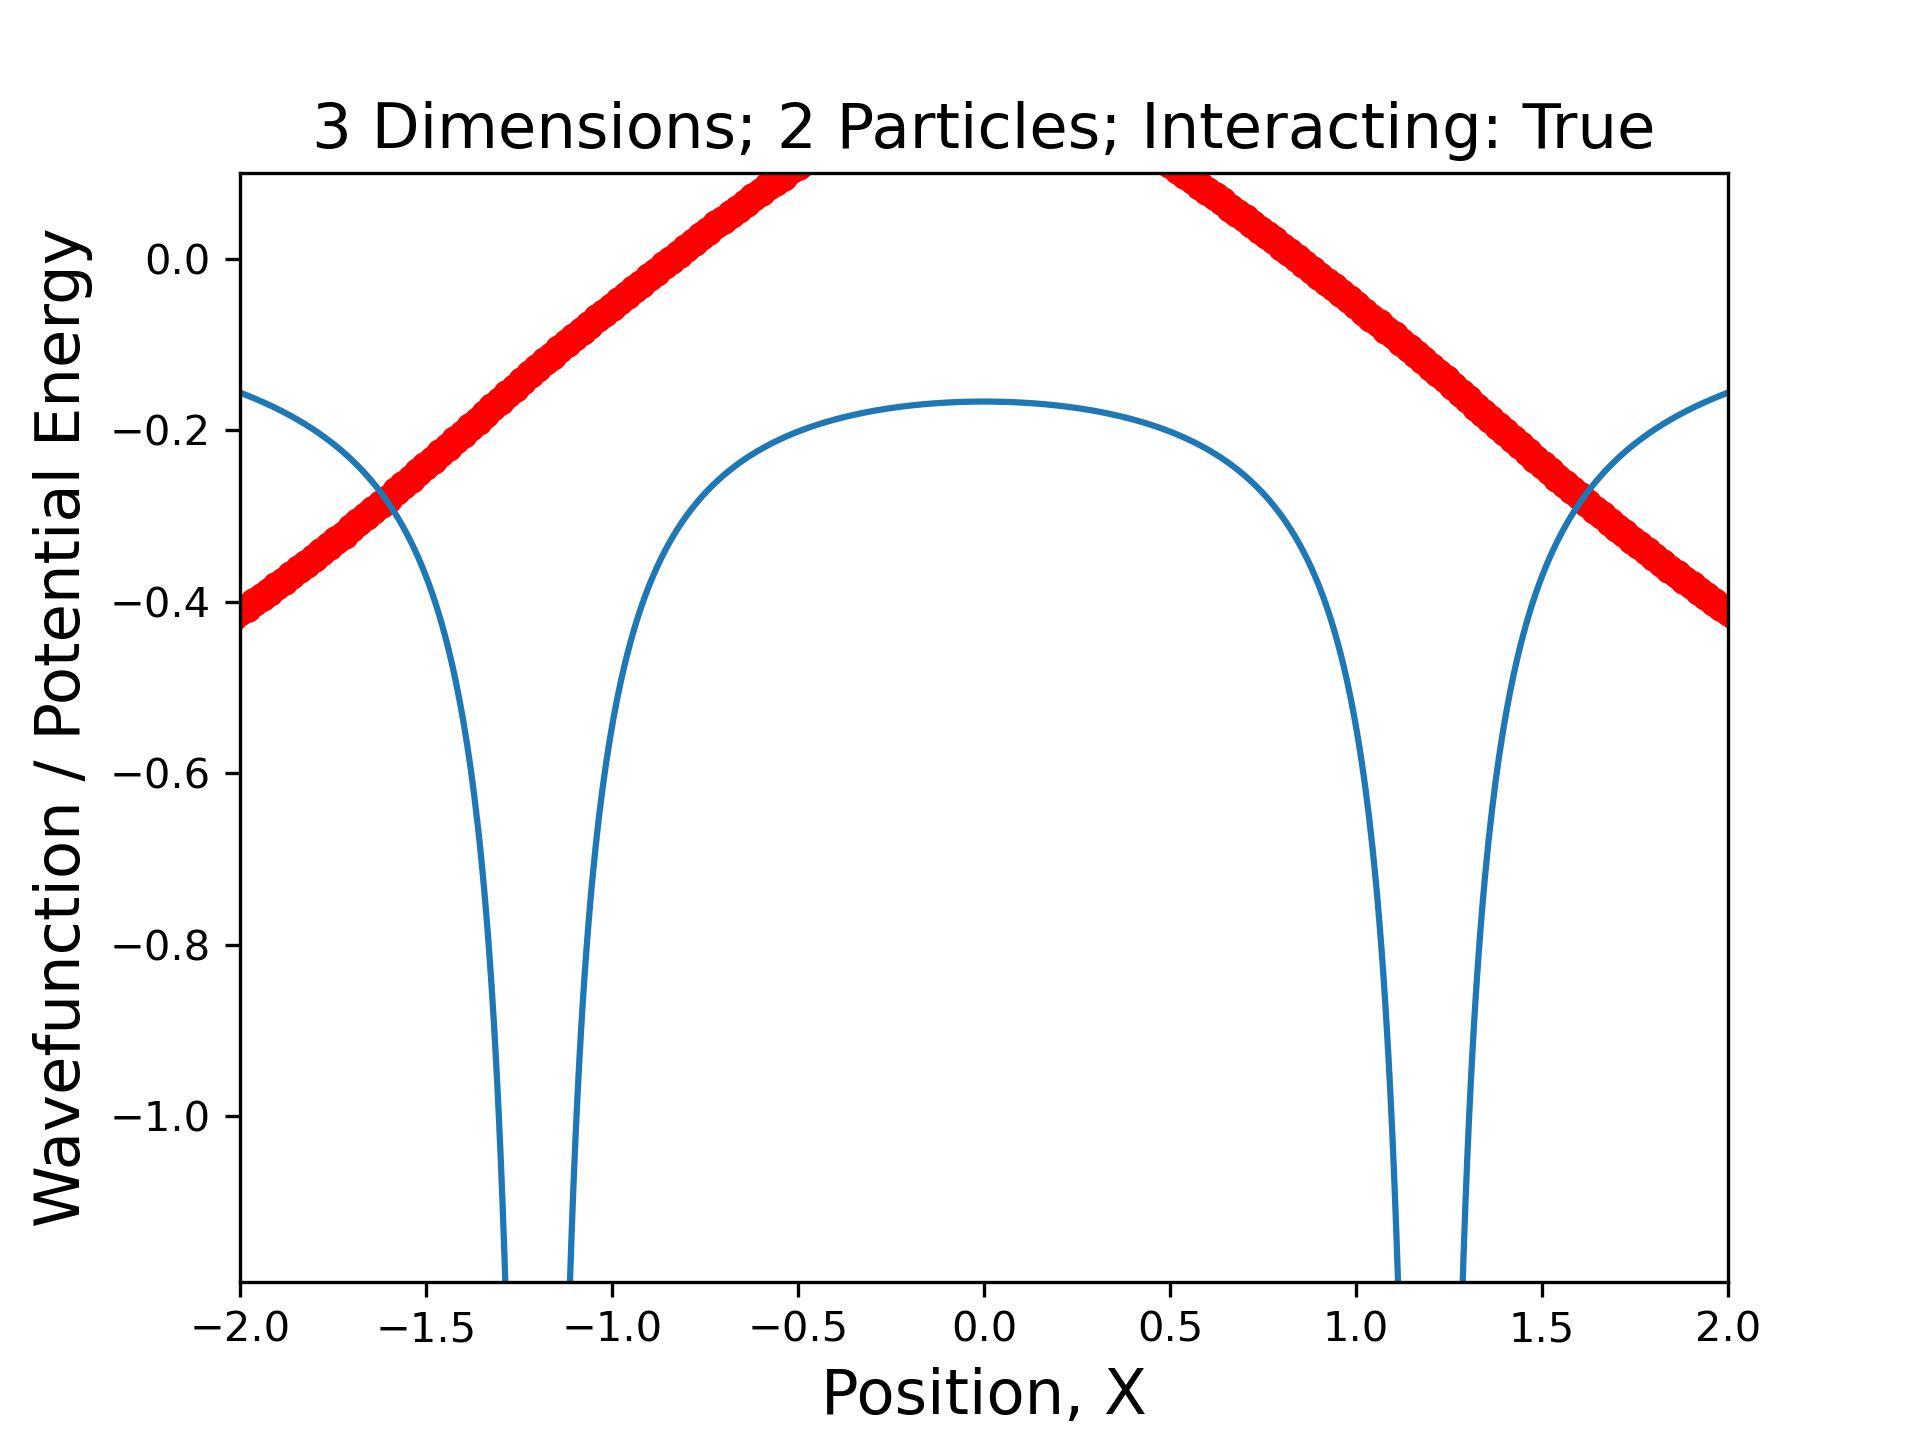 3 Dimensions; 2 Particles; Interacting: True
Wavefunction / Potential Energy
0.0
−0.2
−0.4
−0.6
−0.8
−1.0
−2.0 −1.5 −1.0 −0.5 0.0 0.5 1.0 1.5 2.0
Position, X